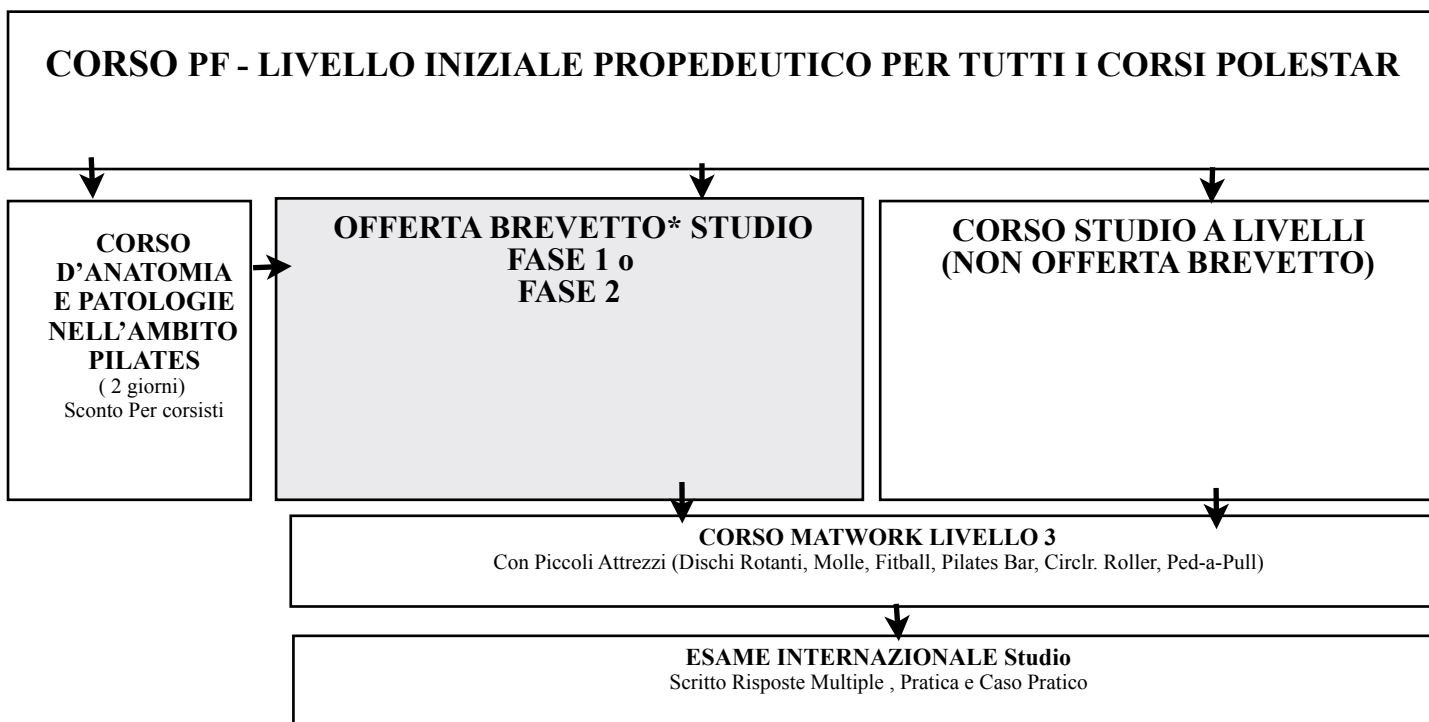 CORSO PF - LIVELLO INIZIALE PROPEDEUTICO PER TUTTI I CORSI POLESTAR
CORSO
D’ANATOMIA
E PATOLOGIE
NELL’AMBITO
PILATES
( 2 giorni)
Sconto Per corsisti
OFFERTA BREVETTO* STUDIO
FASE 1 o
FASE 2
CORSO STUDIO A LIVELLI
(NON OFFERTA BREVETTO)
CORSO MATWORK LIVELLO 3
Con Piccoli Attrezzi (Dischi Rotanti, Molle, Fitball, Pilates Bar, Circlr. Roller, Ped-a-Pull)
ESAME INTERNAZIONALE Studio
Scritto Risposte Multiple , Pratica e Caso Pratico